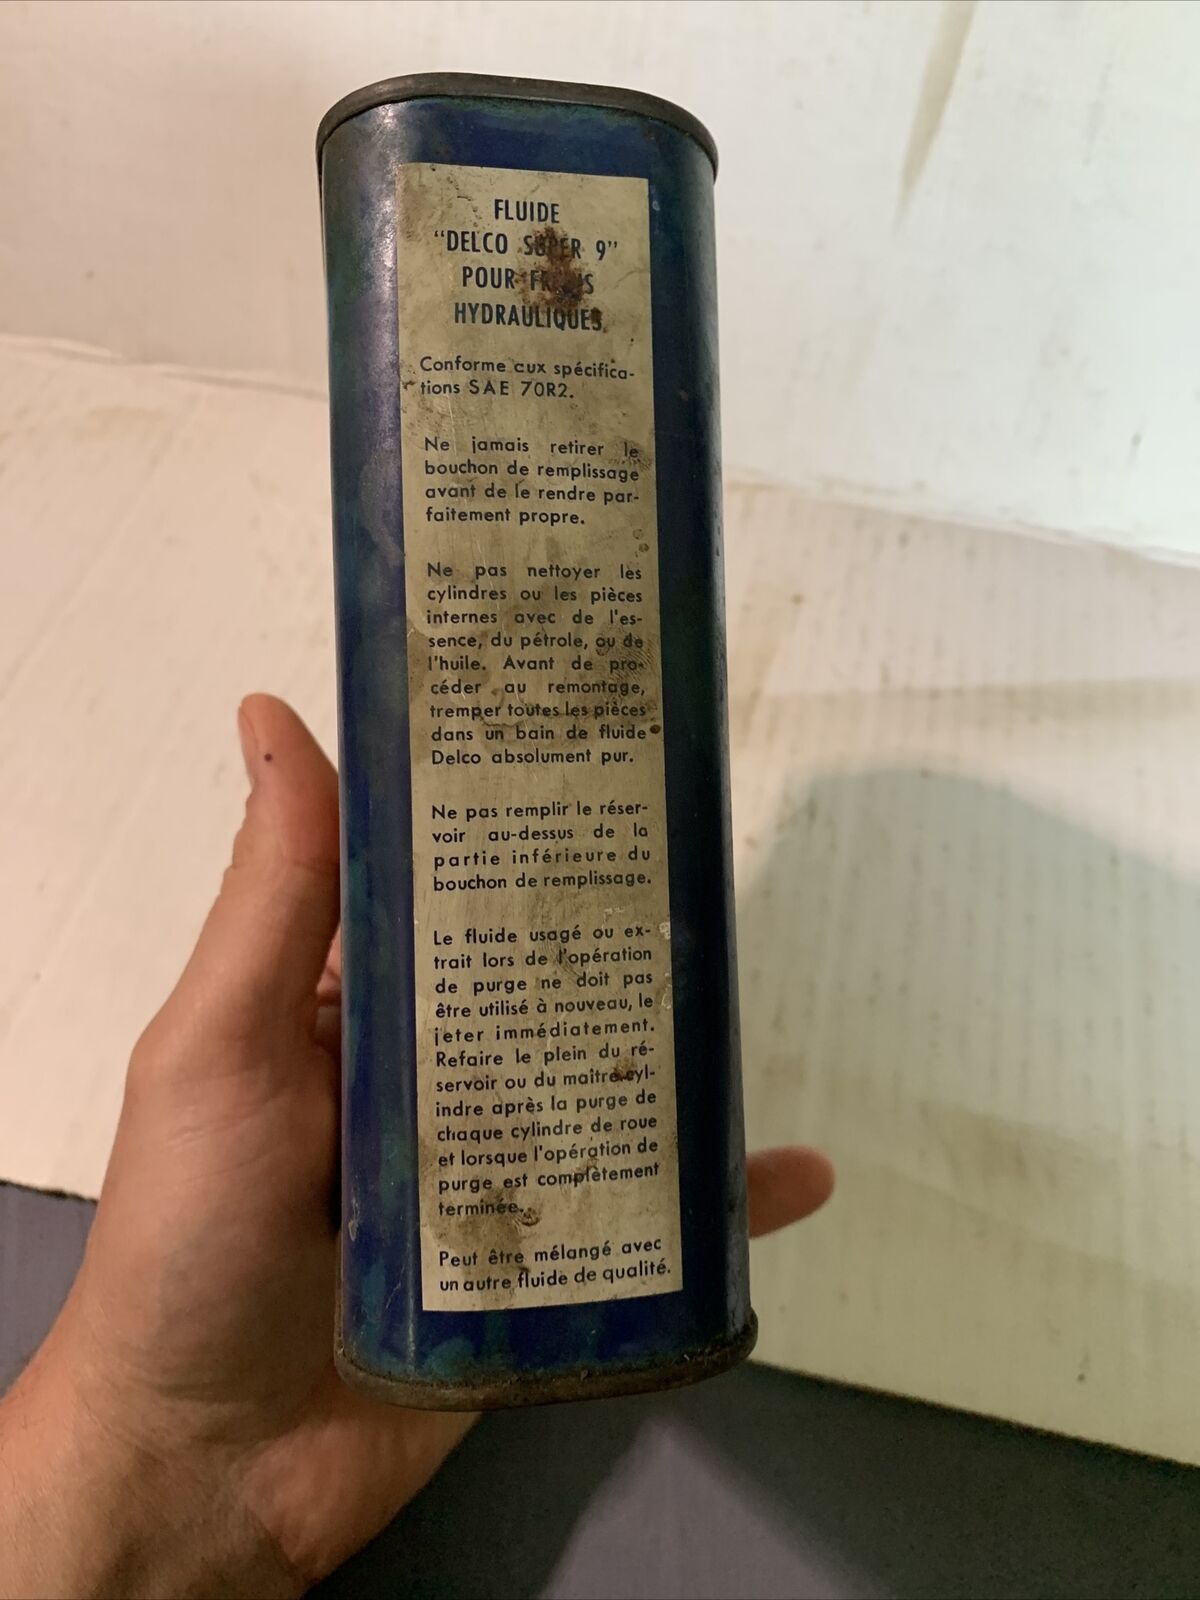 FLUIDE
"DELCO SUPER 9"
POUR FREINS
HYDRAULIQUES
Conforme aux spécifica-
tions SAE 70R2.
Ne jamais retirer le
bouchon de remplissage
avant de le rendre par-
faitement propre.
Ne pas nettoyer les
cylindres ou les pièces
internes avec de l'es-
sence, du pétrole, ou de
l'huile. Avant de pro-
céder au remontage,
tremper toutes les pièces
dans un bain de fluide
Delco absolument pur.
Ne pas remplir le réser-
voir au-dessus de la
partie inférieure du
bouchon de remplissage.
Le fluide usagé ou ex-
trait lors de l'opération
de purge ne doit pas
être utilisé à nouveau, le
jeter immédiatement.
Refaire le plein du ré-
servoir ou du maître-cyl-
indre après la purge de
chaque cylindre de roue
et lorsque l'opération de
purge est complètement
terminée.
Peut être mélangé avec
un autre fluide de qualité.